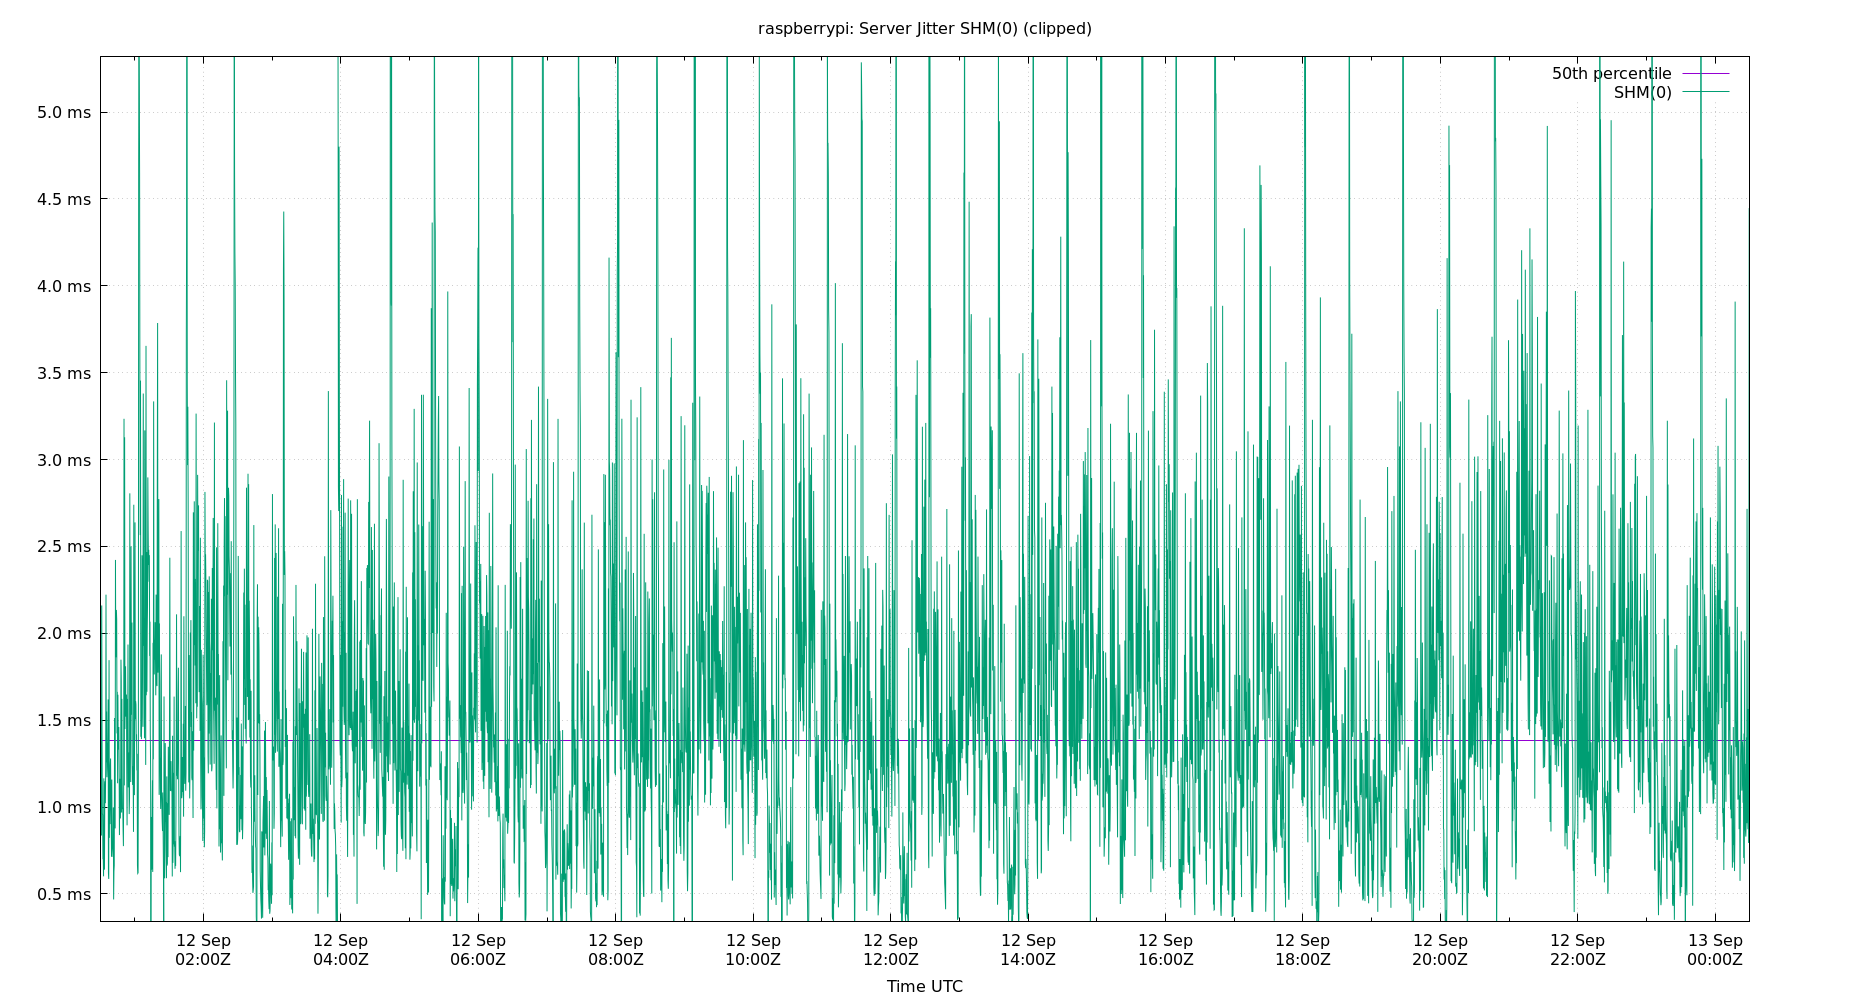 raspberrypi: Server Jitter SHM(0) (clipped)
50th percentile
SHM(0)
5.0 ms
4.5 ms
4.0 ms
3.5 ms
3.0 ms
2.5 ms
2.0 ms
1.5 ms
1.0 ms
0.5 ms
12 Sep 12 Sep 12 Sep 12 Sep 12 Sep 12 Sep 12 Sep 12 Sep 12 Sep 12 Sep 12 Sep 13 Sep
02:00Z 04:00Z 06:00Z 08:00Z 10:00Z 12:00Z 14:00Z 16:00Z 18:00Z 20:00Z 22:00Z 00:00Z
Time UTC